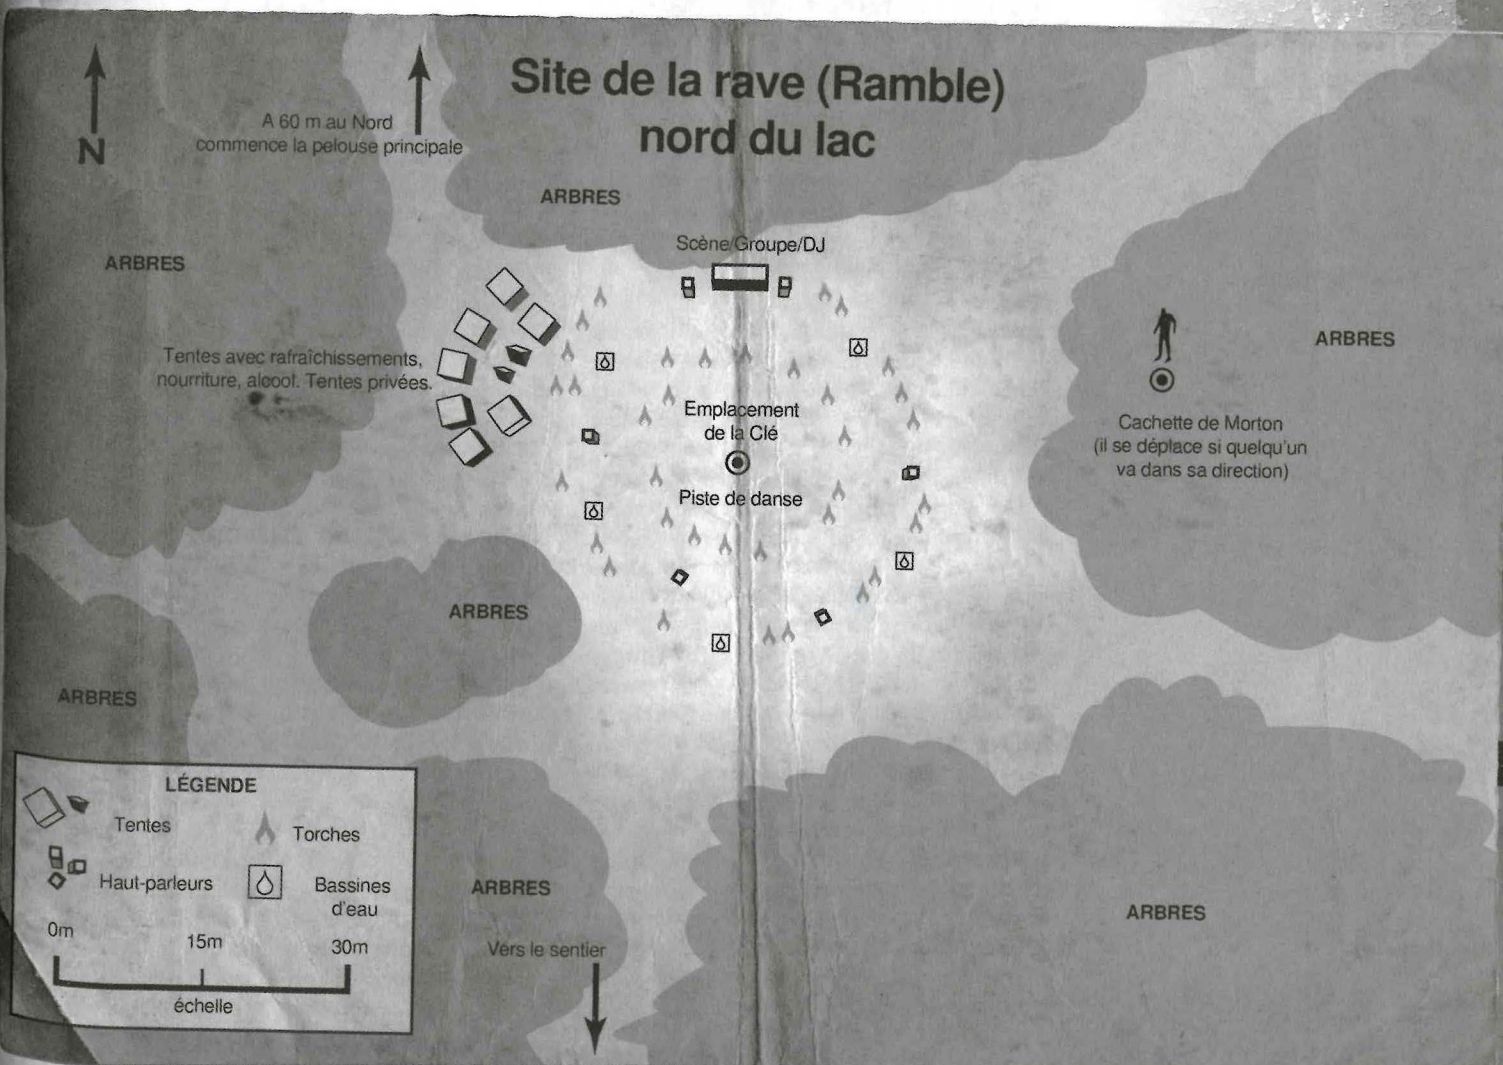 Site de la rave (Ramble)
nord du lac
N
A 60 m au Nord
commence la pelouse principale
ARBRES
ARBRES
Scène/Groupe/DJ
ARBRES
Tentes avec rafraîchissements,
nourriture, alcool. Tentes privées.
Emplacement
de la Clé
Piste de danse
Cachette de Morton
(il se déplace si quelqu'un
va dans sa direction)
ARBRES
ARBRES
LÉGENDE
Tentes
Torches
Haut-parleurs
Bassines
d'eau
0m
15m
30m
échelle
ARBRES
ARBRES
Vers le sentier